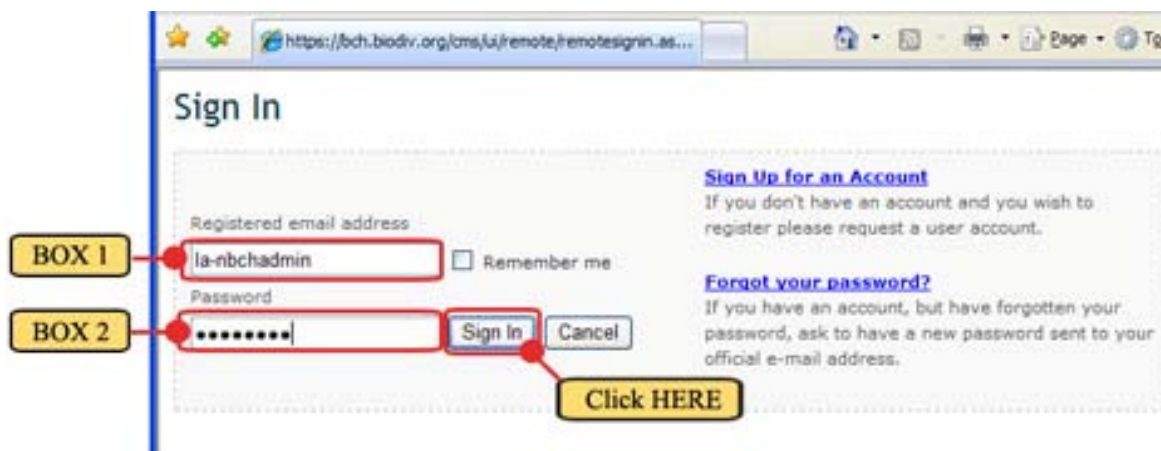 https://bch.biodiv.org/cms/ui/remote/remotesignin.as...
Page
Sign In
Sign Up for an Account
If you don't have an account and you wish to
register please request a user account.
Registered email address
BOX 1
la-nbchadmin
Remember me
Forgot your password?
If you have an account, but have forgotten your
password, ask to have a new password sent to your
official e-mail address.
Password
BOX 2
••••••••
Sign In
Cancel
Click HERE